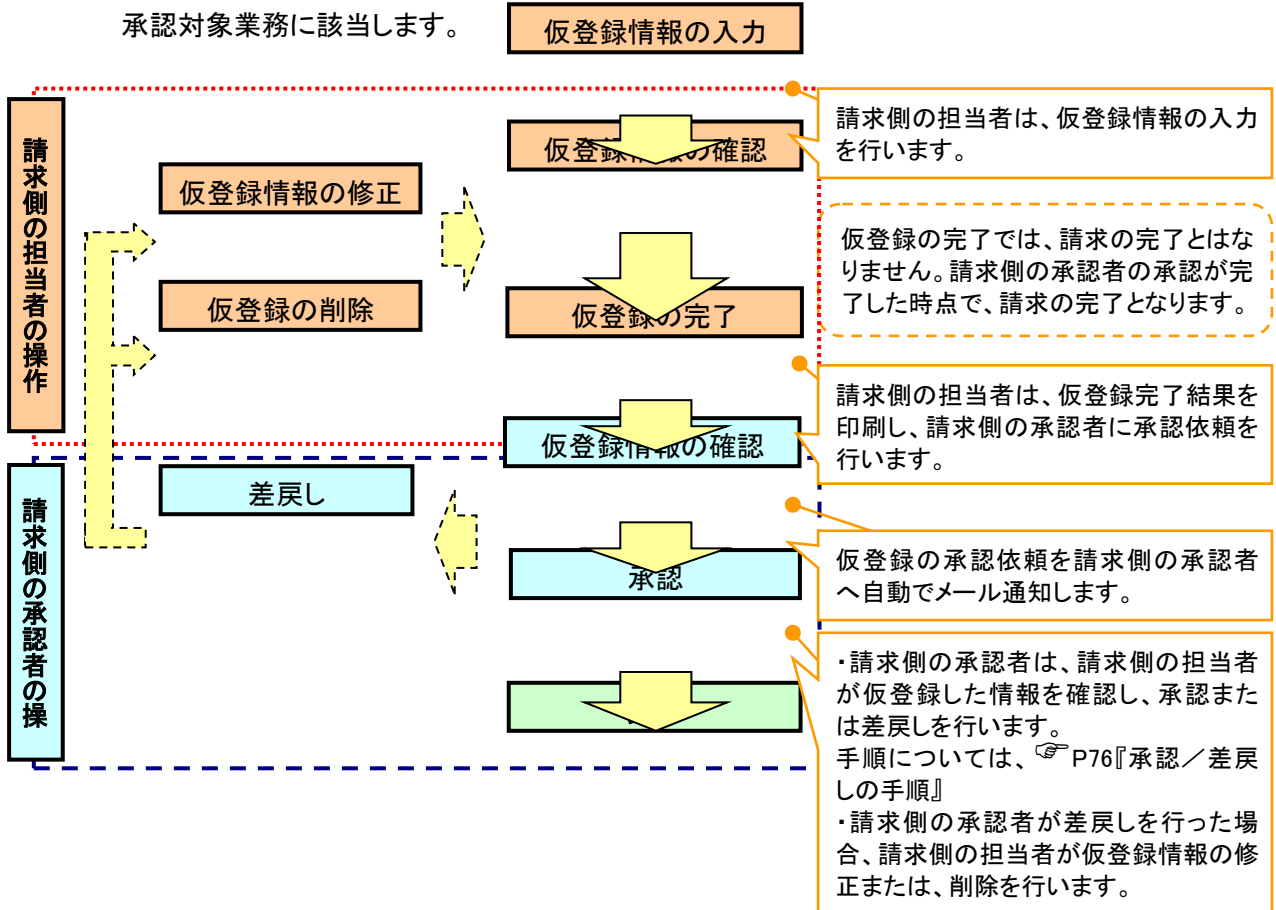 承認対象業務に該当します。
仮登録情報の入力
請求側の担当者の操作
仮登録情報の確認
請求側の担当者は、仮登録情報の入力
を行います。
仮登録情報の修正
仮登録の完了では、請求の完了とはな
りません。請求側の承認者の承認が完
了した時点で、請求の完了となります。
仮登録の削除
仮登録の完了
請求側の担当者は、仮登録完了結果を
印刷し、請求側の承認者に承認依頼を
行います。
仮登録情報の確認
請求側の承認者の操
差戻し
仮登録の承認依頼を請求側の承認者
へ自動でメール通知します。
承認
・請求側の承認者は、請求側の担当者
が仮登録した情報を確認し、承認また
は差戻しを行います。
手順については、☞P76『承認／差戻
しの手順』
・請求側の承認者が差戻しを行った場
合、請求側の担当者が仮登録情報の修
正または、削除を行います。